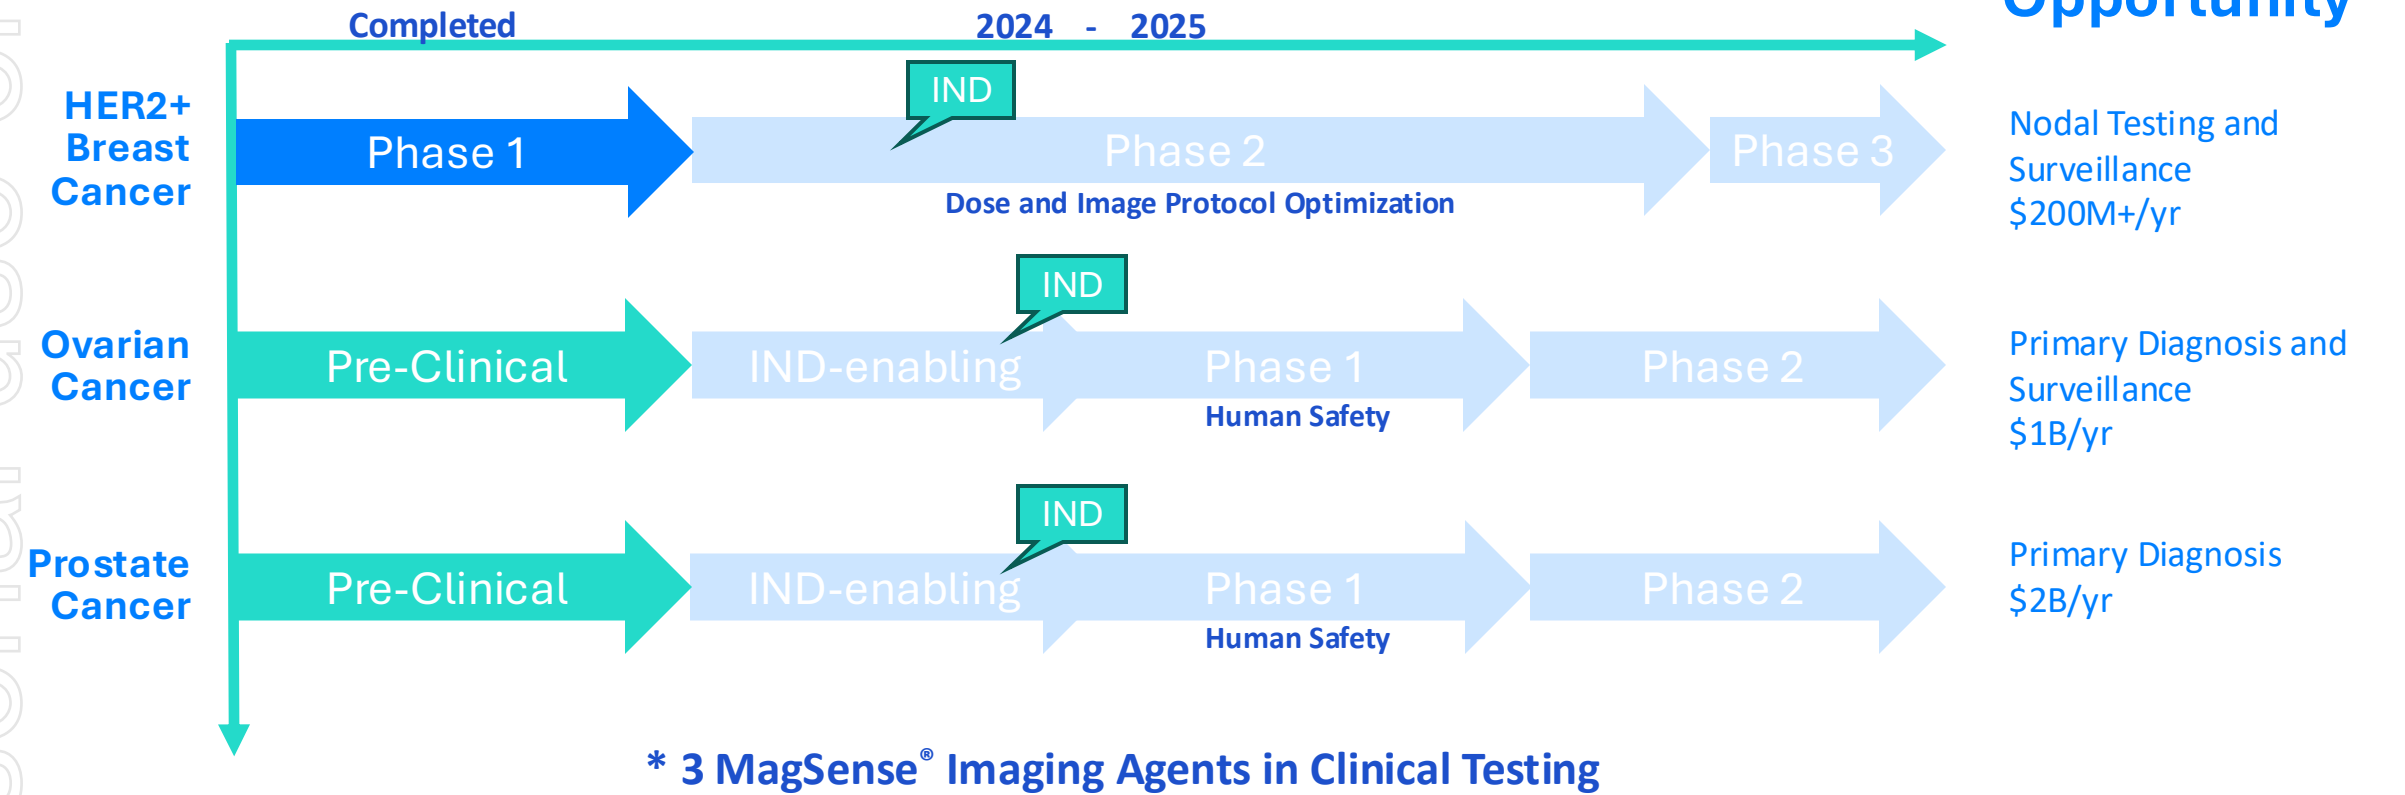 Opportunity
Completed
2024 - 2025
HER2+
Breast
Cancer
Phase 1
IND
Phase 2
Phase 3
Dose and Image Protocol Optimization
Nodal Testing and
Surveillance
$200M+/yr
Ovarian
Cancer
Pre-Clinical
IND-enabling
IND
Phase 1
Human Safety
Phase 2
Primary Diagnosis and
Surveillance
$1B/yr
Prostate
Cancer
Pre-Clinical
IND-enabling
IND
Phase 1
Human Safety
Phase 2
Primary Diagnosis
$2B/yr
* 3 MagSense® Imaging Agents in Clinical Testing